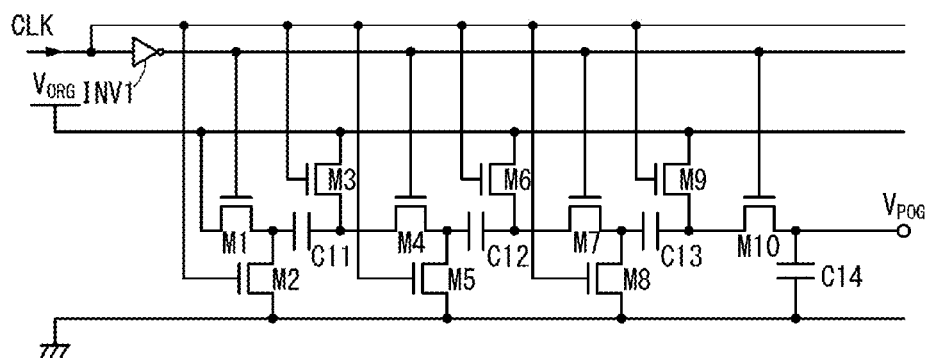 CLK
V_ORG INV1
M3 M6 M9
V_POG
M1 C11 M4 C12 M7 C13 M10
M2 M5 M8 C14